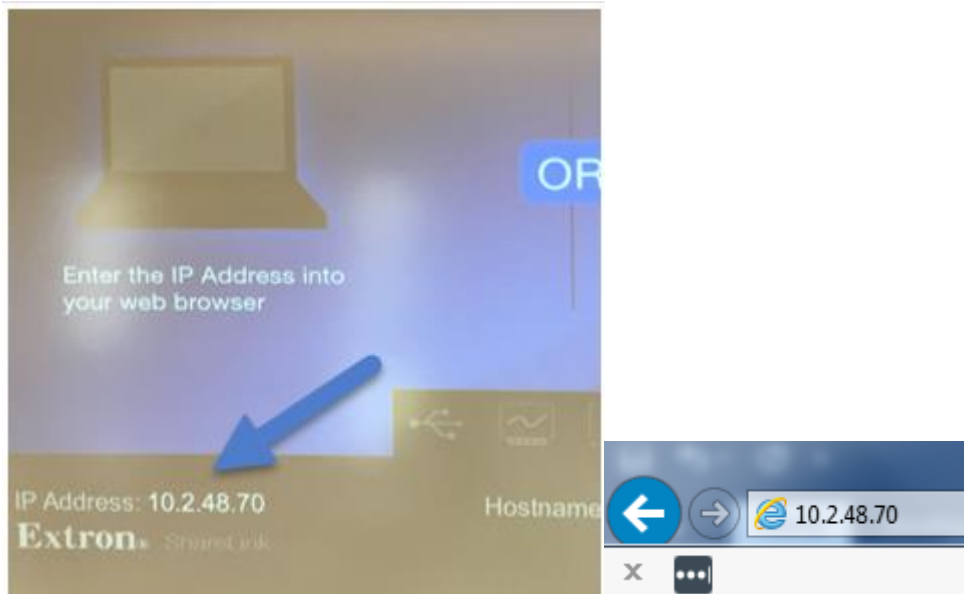 OR
Enter the IP Address into
your web browser
IP Address: 10.2.48.70
Hostname
Extron® ShareLink
10.2.48.70